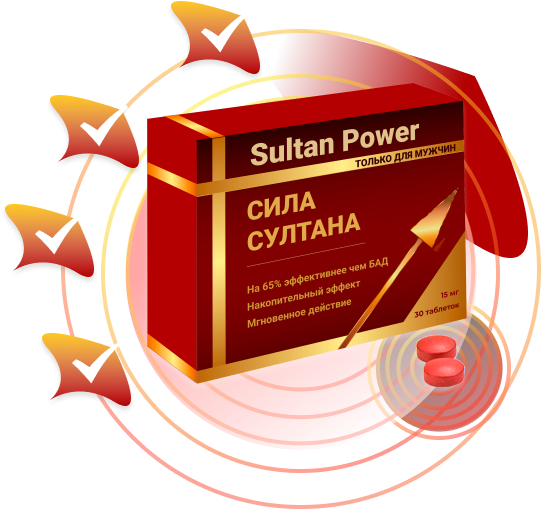 Sultan Power
ТОЛЬКО ДЛЯ МУЖЧИН
СИЛА
СУЛТАНА
На 65% эффективнее чем БАД
Накопительный эффект
Мгновенное действие
15 мг
30 таблеток